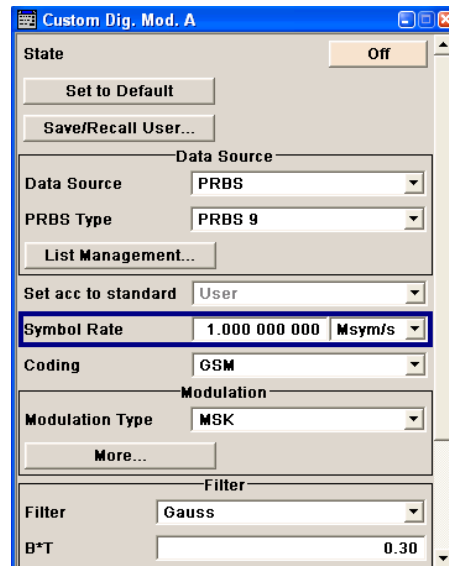 Custom Dig. Mod. A
State Off
Set to Default
Save/Recall User...
Data Source
Data Source PRBS
PRBS Type PRBS 9
List Management...
Set acc to standard User
Symbol Rate 1.000 000 000 Msym/s
Coding GSM
Modulation
Modulation Type MSK
More...
Filter
Filter Gauss
B*T 0.30